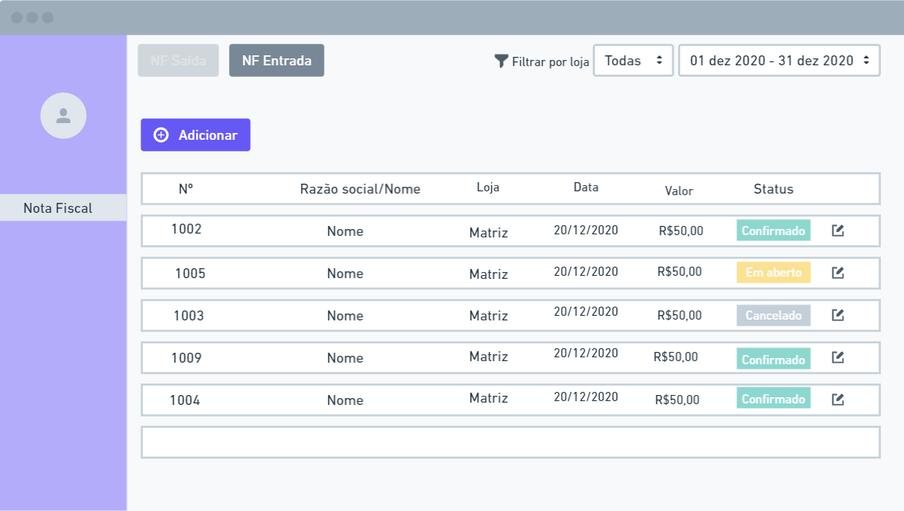 NF Saída NF Entrada Filtrar por loja Todas 01 dez 2020 - 31 dez 2020
Adicionar
Nota Fiscal
Nº Razão social/Nome Loja Data Valor Status
1002 Nome Matriz 20/12/2020 R$50,00 Confirmado
1005 Nome Matriz 20/12/2020 R$50,00 Em aberto
1003 Nome Matriz 20/12/2020 R$50,00 Cancelado
1009 Nome Matriz 20/12/2020 R$50,00 Confirmado
1004 Nome Matriz 20/12/2020 R$50,00 Confirmado